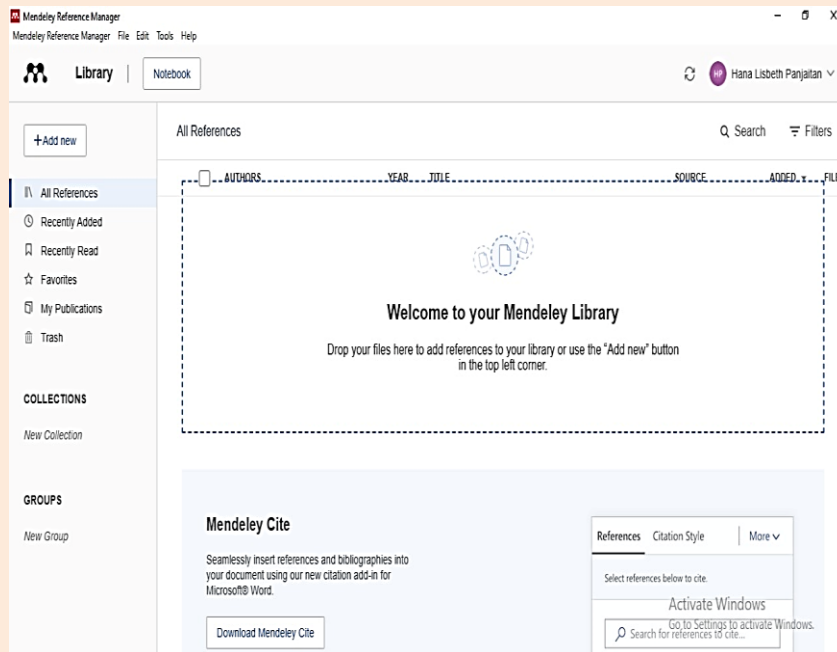 Mendeley Reference Manager
Mendeley Reference Manager File Edit Tools Help
Library
Notebook
HP
Hana Lisbeth Panjaitan
+Add new
All References
Search
Filters
All References
Recently Added
Recently Read
Favorites
My Publications
Trash
COLLECTIONS
New Collection
GROUPS
New Group
AUTHORS YEAR TITLE SOURCE ADDED FIL
Welcome to your Mendeley Library
Drop your files here to add references to your library or use the "Add new" button
in the top left corner.
Mendeley Cite
Seamlessly insert references and bibliographies into
your document using our new citation add-in for
Microsoft® Word.
Download Mendeley Cite
References Citation Style More
Select references below to cite.
Search for references to cite...
Activate Windows
Go to Settings to activate Windows.